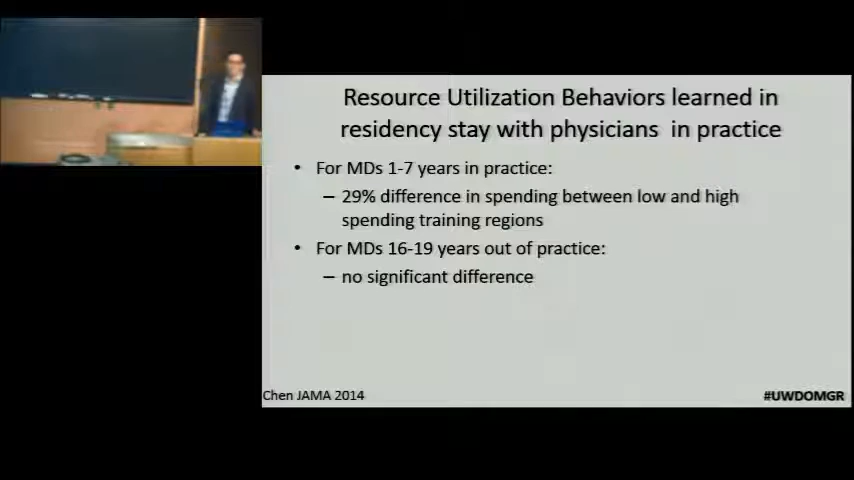 Resource Utilization Behaviors learned in
residency stay with physicians in practice
• For MDs 1-7 years in practice:
– 29% difference in spending between low and high
spending training regions
• For MDs 16-19 years out of practice:
– no significant difference
Chen JAMA 2014
#UWDOMGR